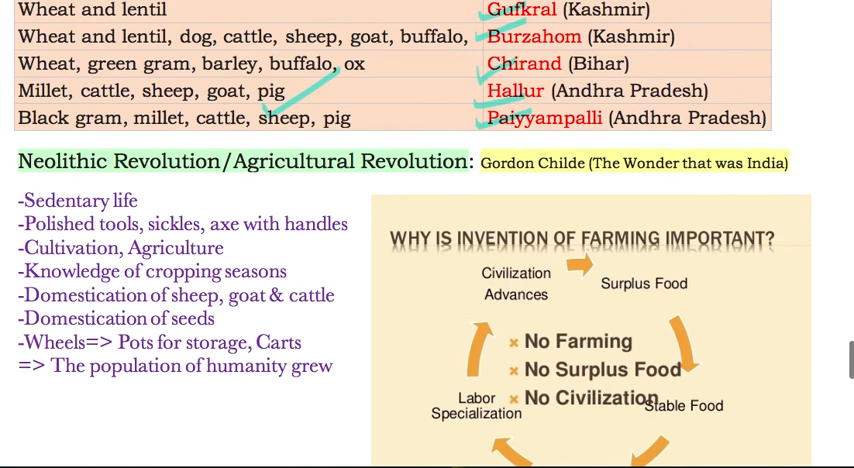 Wheat and lentil Gufkral (Kashmir)
Wheat and lentil, dog, cattle, sheep, goat, buffalo, Burzahom (Kashmir)
Wheat, green gram, barley, buffalo, ox Chirand (Bihar)
Millet, cattle, sheep, goat, pig Hallur (Andhra Pradesh)
Black gram, millet, cattle, sheep, pig Paiyyampalli (Andhra Pradesh)
Neolithic Revolution/Agricultural Revolution: Gordon Childe (The Wonder that was India)
-Sedentary life
-Polished tools, sickles, axe with handles
-Cultivation, Agriculture
-Knowledge of cropping seasons
-Domestication of sheep, goat & cattle
-Domestication of seeds
-Wheels=> Pots for storage, Carts
=> The population of humanity grew
WHY IS INVENTION OF FARMING IMPORTANT?
Civilization
Advances
Surplus Food
× No Farming
× No Surplus Food
× No Civilization
Stable Food
Labor
Specialization